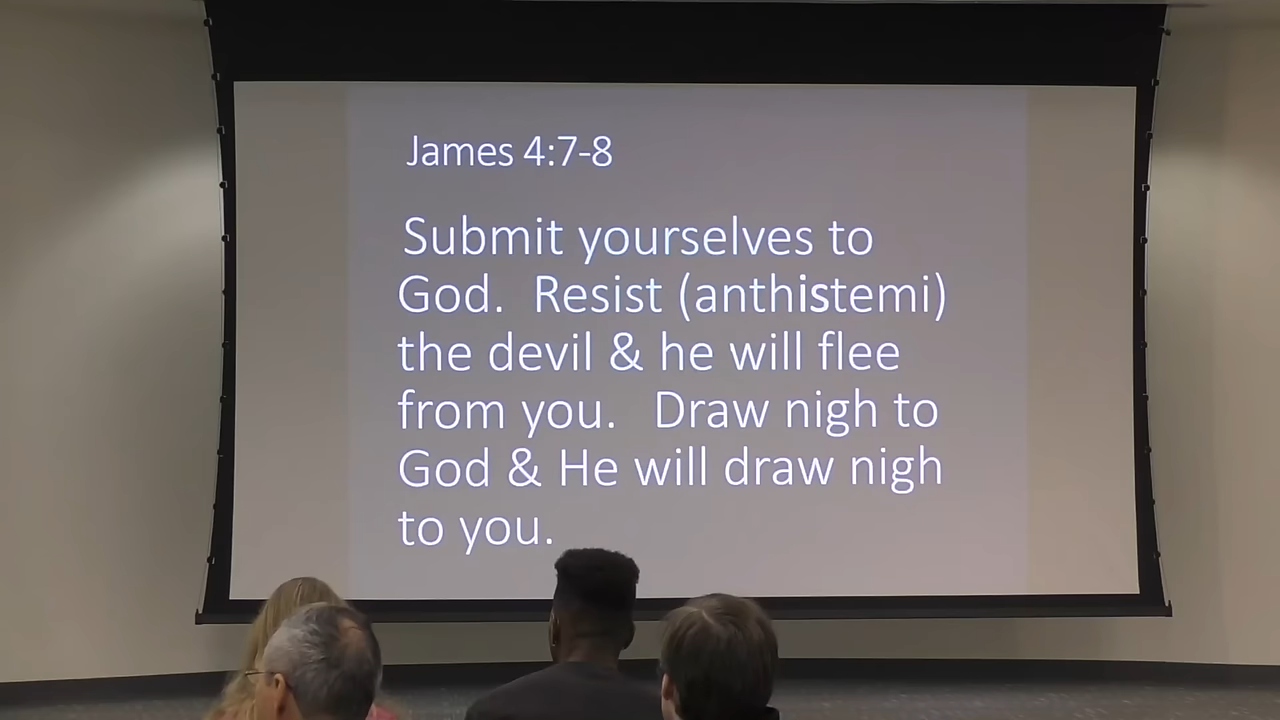 James 4:7-8
Submit yourselves to
God. Resist (anthistemi)
the devil & he will flee
from you. Draw nigh to
God & He will draw nigh
to you.